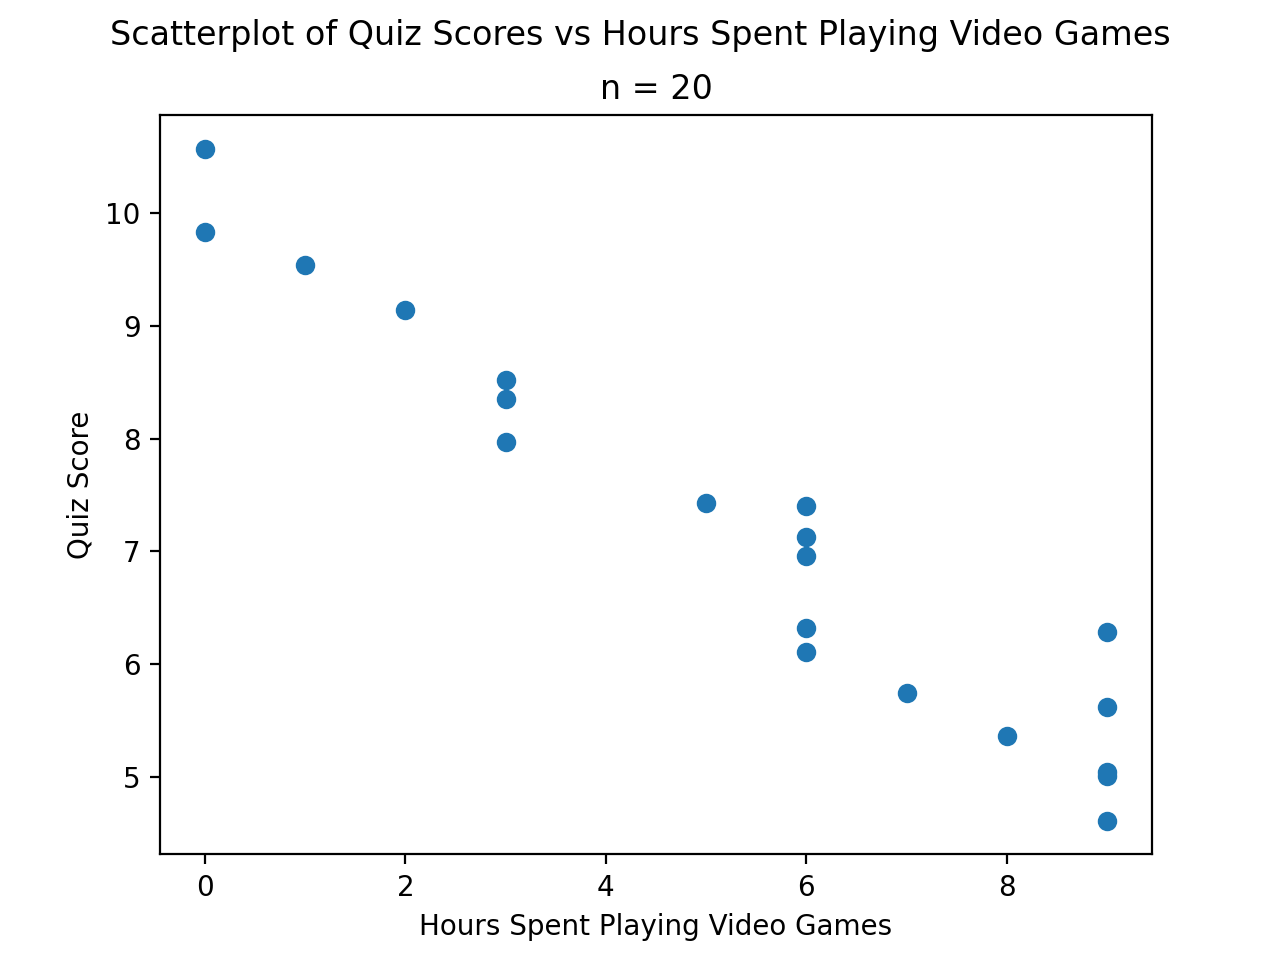 Scatterplot of Quiz Scores vs Hours Spent Playing Video Games
n = 20
10
9
8
7
6
5
Quiz Score
0 2 4 6 8
Hours Spent Playing Video Games